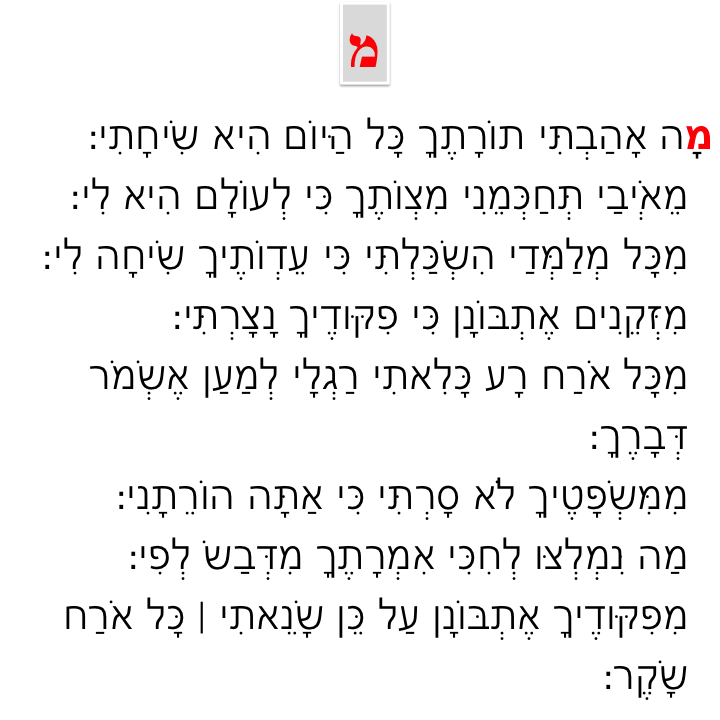 מ
מָה אָהַבְתִּי תוֹרָתֶךָ כָּל הַיּוֹם הִיא שִׂיחָתִי:
מֵאֹיְבַי תְּחַכְּמֵנִי מִצְוֹתֶךָ כִּי לְעוֹלָם הִיא לִי:
מִכָּל מְלַמְּדַי הִשְׂכַּלְתִּי כִּי עֵדְוֹתֶיךָ שִׂיחָה לִי:
מִזְּקֵנִים אֶתְבּוֹנָן כִּי פִקּוּדֶיךָ נָצָרְתִּי:
מִכָּל אֹרַח רָע כָּלִאתִי רַגְלָי לְמַעַן אֶשְׁמֹר
דְּבָרֶךָ:
מִמִּשְׁפָּטֶיךָ לֹא סָרְתִּי כִּי אַתָּה הוֹרֵתָנִי:
מַה נִּמְלְצוּ לְחִכִּי אִמְרָתֶךָ מִדְּבַשׁ לְפִי:
מִפִּקּוּדֶיךָ אֶתְבּוֹנָן עַל כֵּן שָׂנֵאתִי | כָּל אֹרַח
שָׁקֶר: